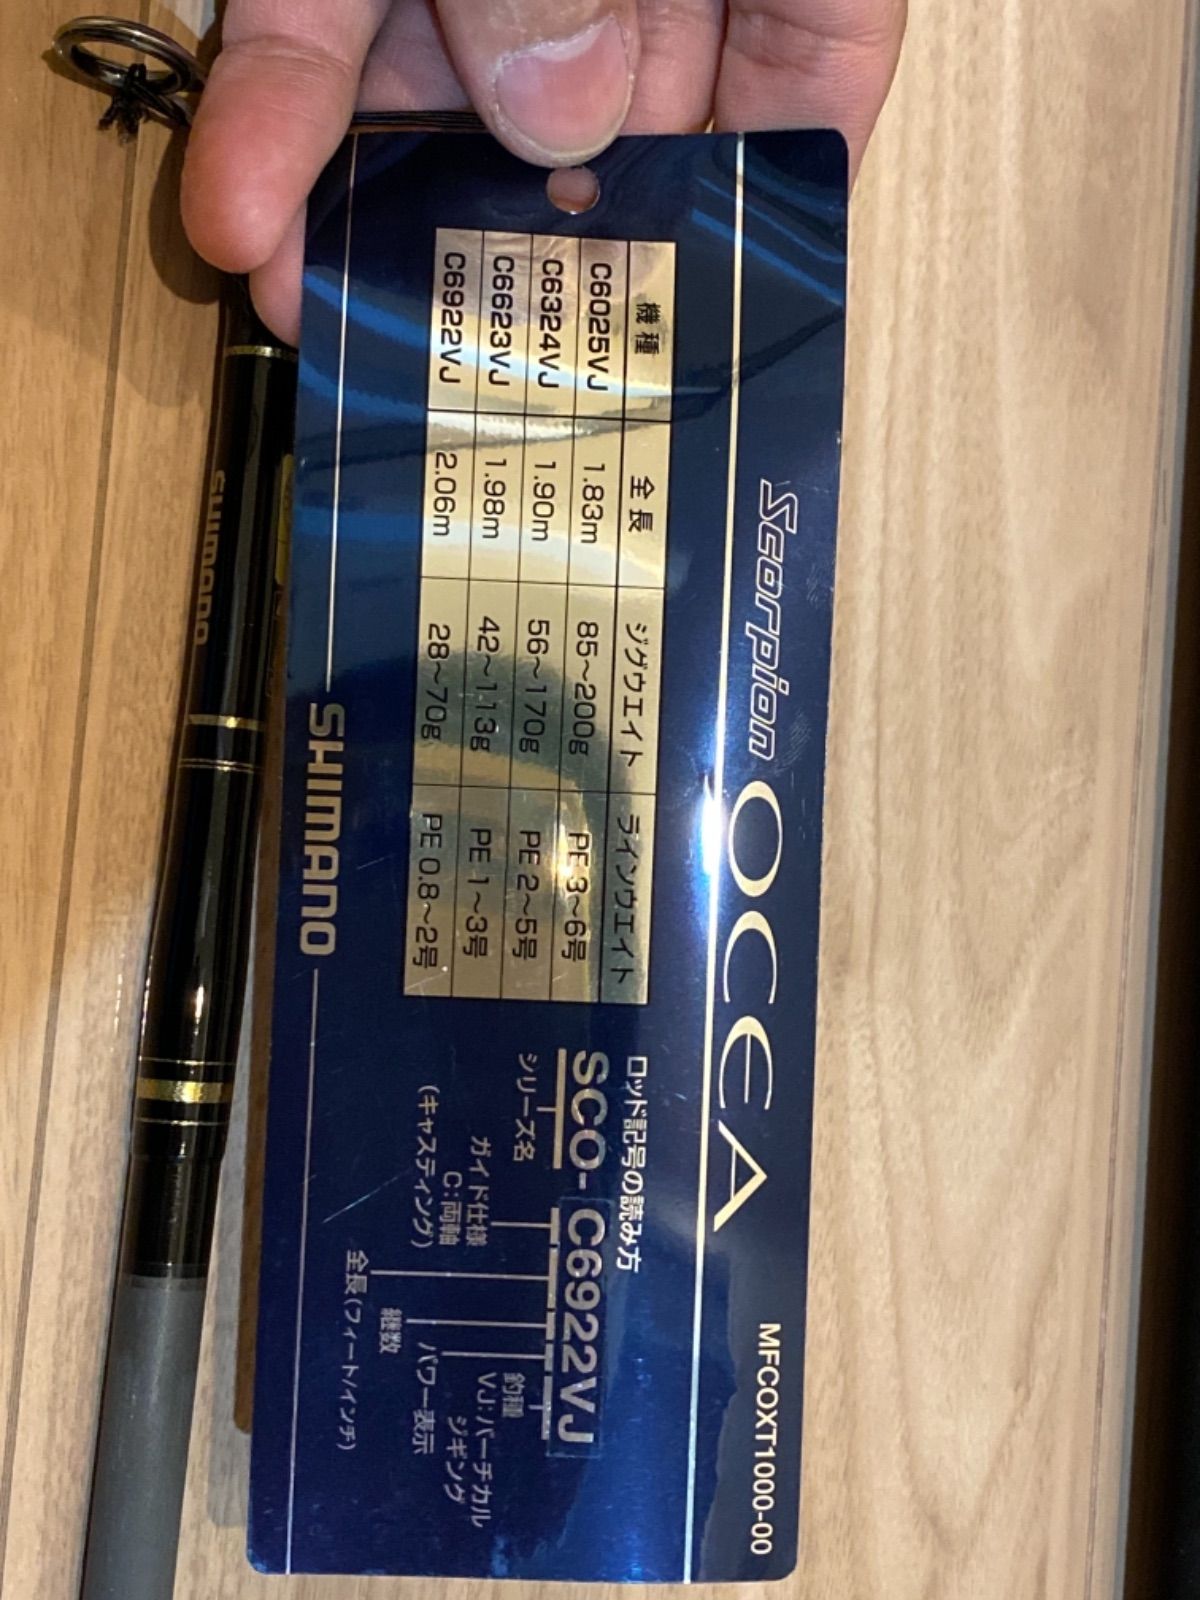 Scorpion OCEA
MFCOXT1000-00
機種 全長 ジグウエイト ラインウエイト
C6025VJ 1.83m 85〜200g PE 3〜6号
C6324VJ 1.90m 56〜170g PE 2〜5号
C6623VJ 1.98m 42〜113g PE 1〜3号
C6922VJ 2.06m 28〜70g PE 0.8〜2号
ロッド記号の読み方
SCO-C6922VJ
シリーズ名
ガイド仕様
C:両軸
(キャスティング)
全長(フィート/インチ)
継数
パワー表示
釣種
VJ:バーチカル
ジギング
SHIMANO
SHIMANO